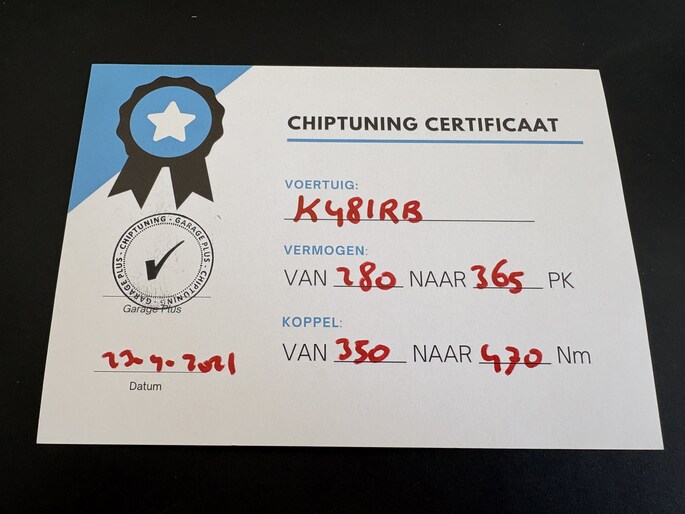 CHIPTUNING CERTIFICAAT
VOERTUIG:
K481RB
VERMOGEN:
VAN 280 NAAR 365 PK
KOPPEL:
VAN 350 NAAR 470 Nm
CHIPTUNING - GARAGE PLUS - CHIPTUNING - GARAGE PLUS -
Garage Plus
23-4-2021
Datum